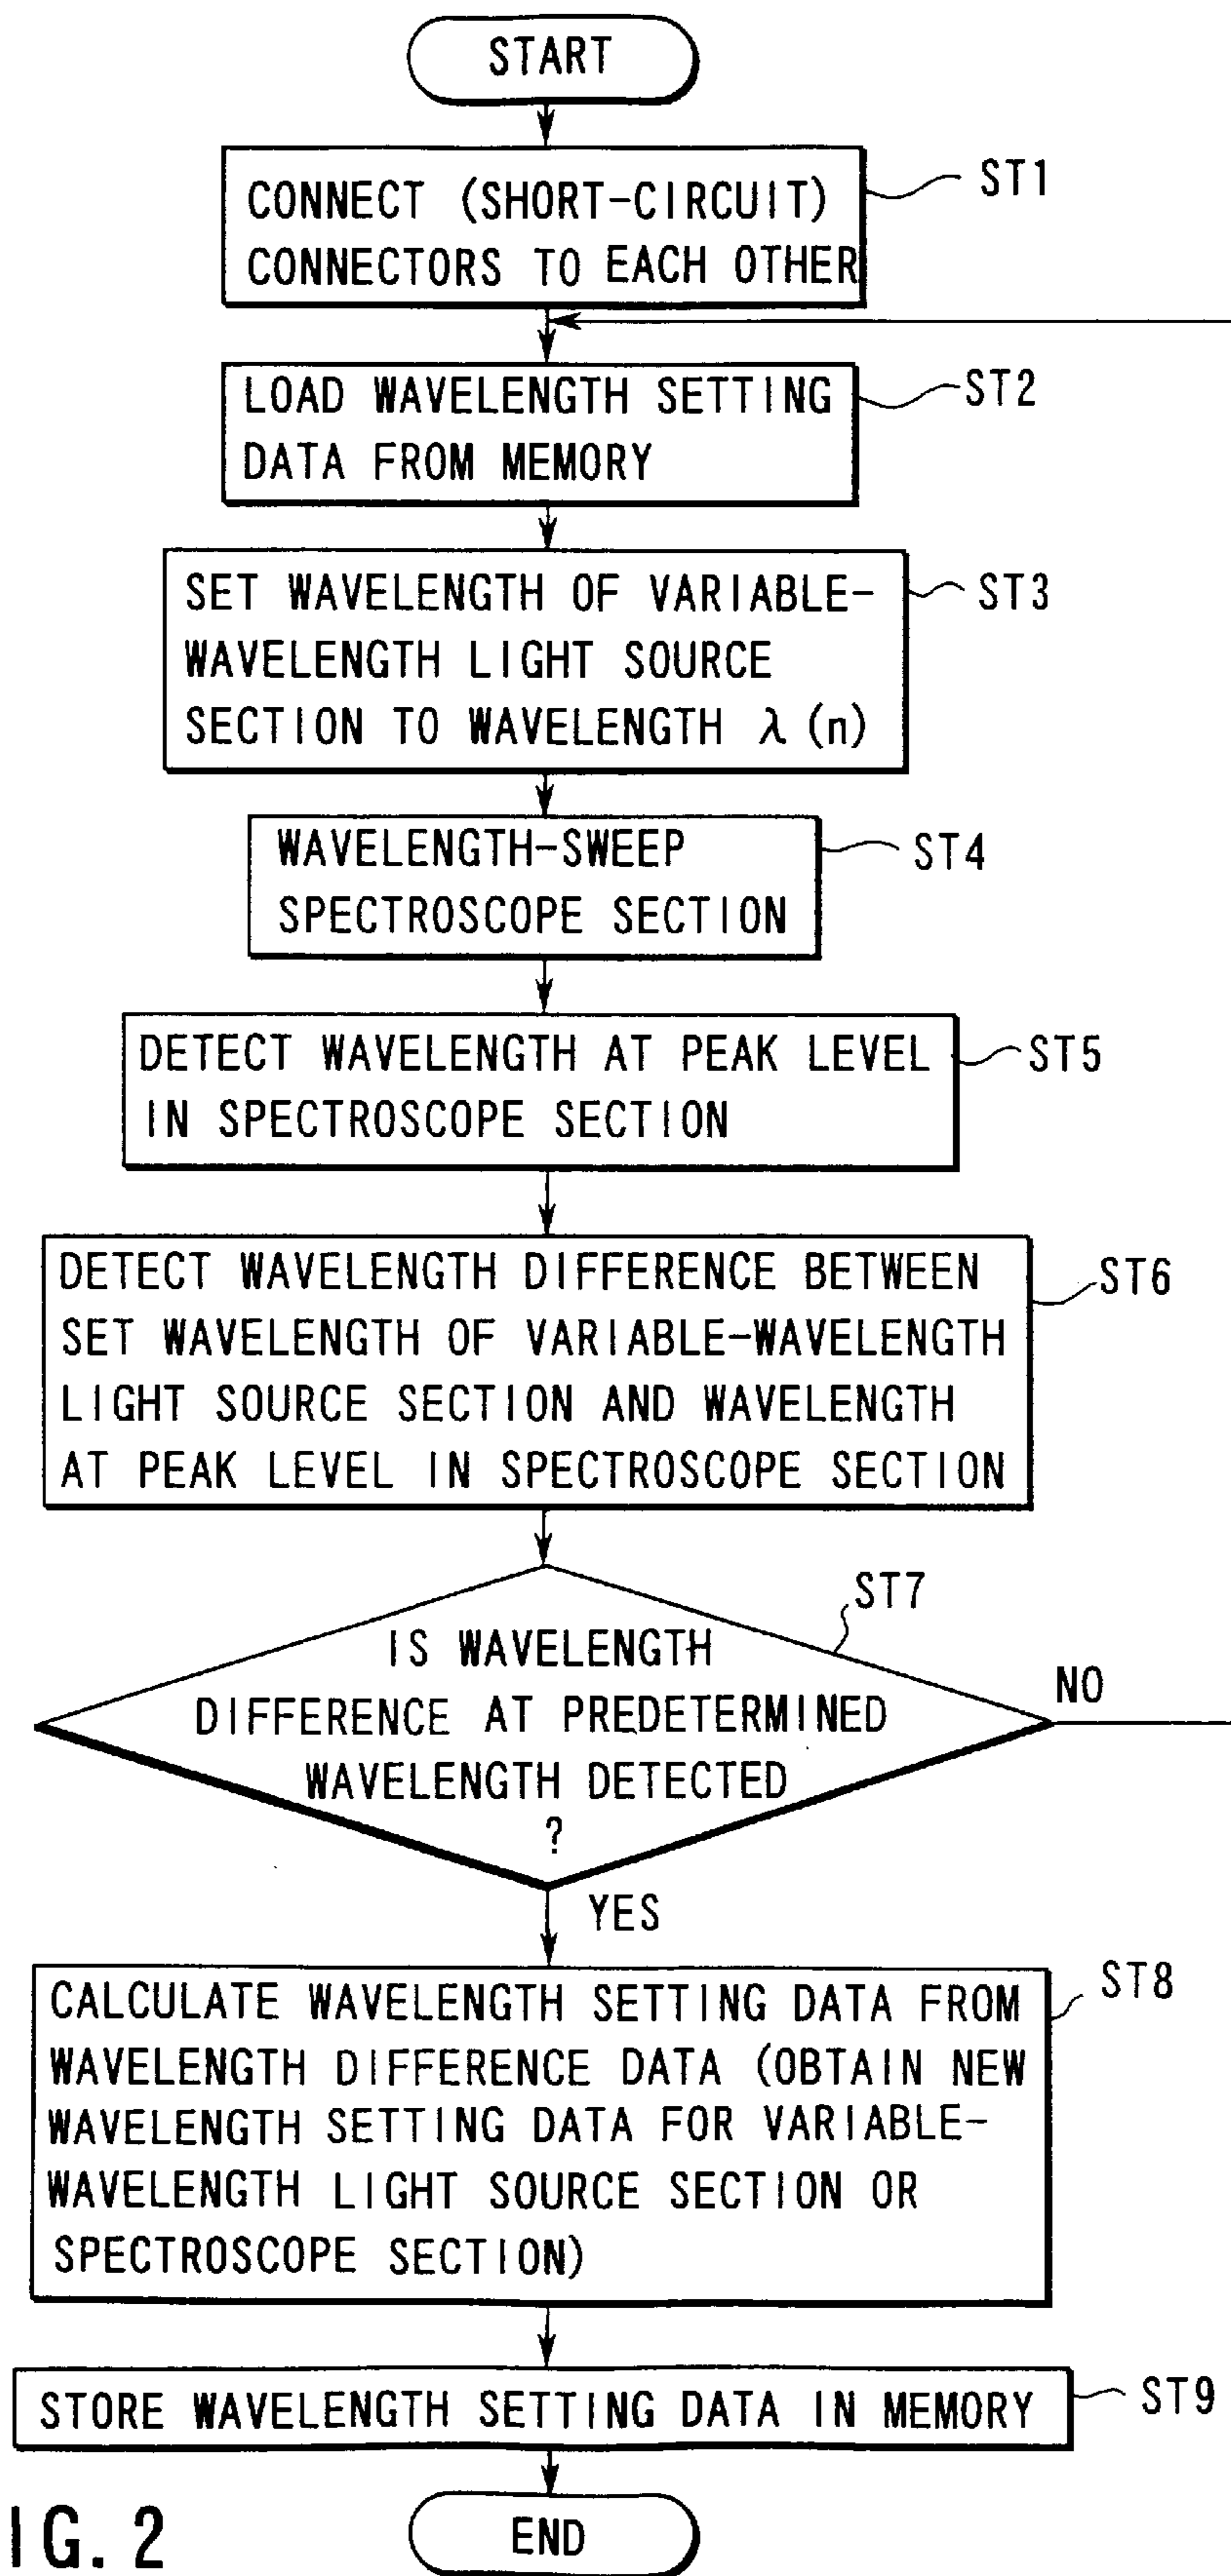 START
CONNECT (SHORT-CIRCUIT)
CONNECTORS TO EACH OTHER
ST1
LOAD WAVELENGTH SETTING
DATA FROM MEMORY
ST2
SET WAVELENGTH OF VARIABLE-
WAVELENGTH LIGHT SOURCE
SECTION TO WAVELENGTH λ (n)
ST3
WAVELENGTH-SWEEP
SPECTROSCOPE SECTION
ST4
DETECT WAVELENGTH AT PEAK LEVEL
IN SPECTROSCOPE SECTION
ST5
DETECT WAVELENGTH DIFFERENCE BETWEEN
SET WAVELENGTH OF VARIABLE-WAVELENGTH
LIGHT SOURCE SECTION AND WAVELENGTH
AT PEAK LEVEL IN SPECTROSCOPE SECTION
ST6
ST7
IS WAVELENGTH
DIFFERENCE AT PREDETERMINED
WAVELENGTH DETECTED
?
NO
YES
CALCULATE WAVELENGTH SETTING DATA FROM
WAVELENGTH DIFFERENCE DATA (OBTAIN NEW
WAVELENGTH SETTING DATA FOR VARIABLE-
WAVELENGTH LIGHT SOURCE SECTION OR
SPECTROSCOPE SECTION)
ST8
STORE WAVELENGTH SETTING DATA IN MEMORY
ST9
END
IG. 2